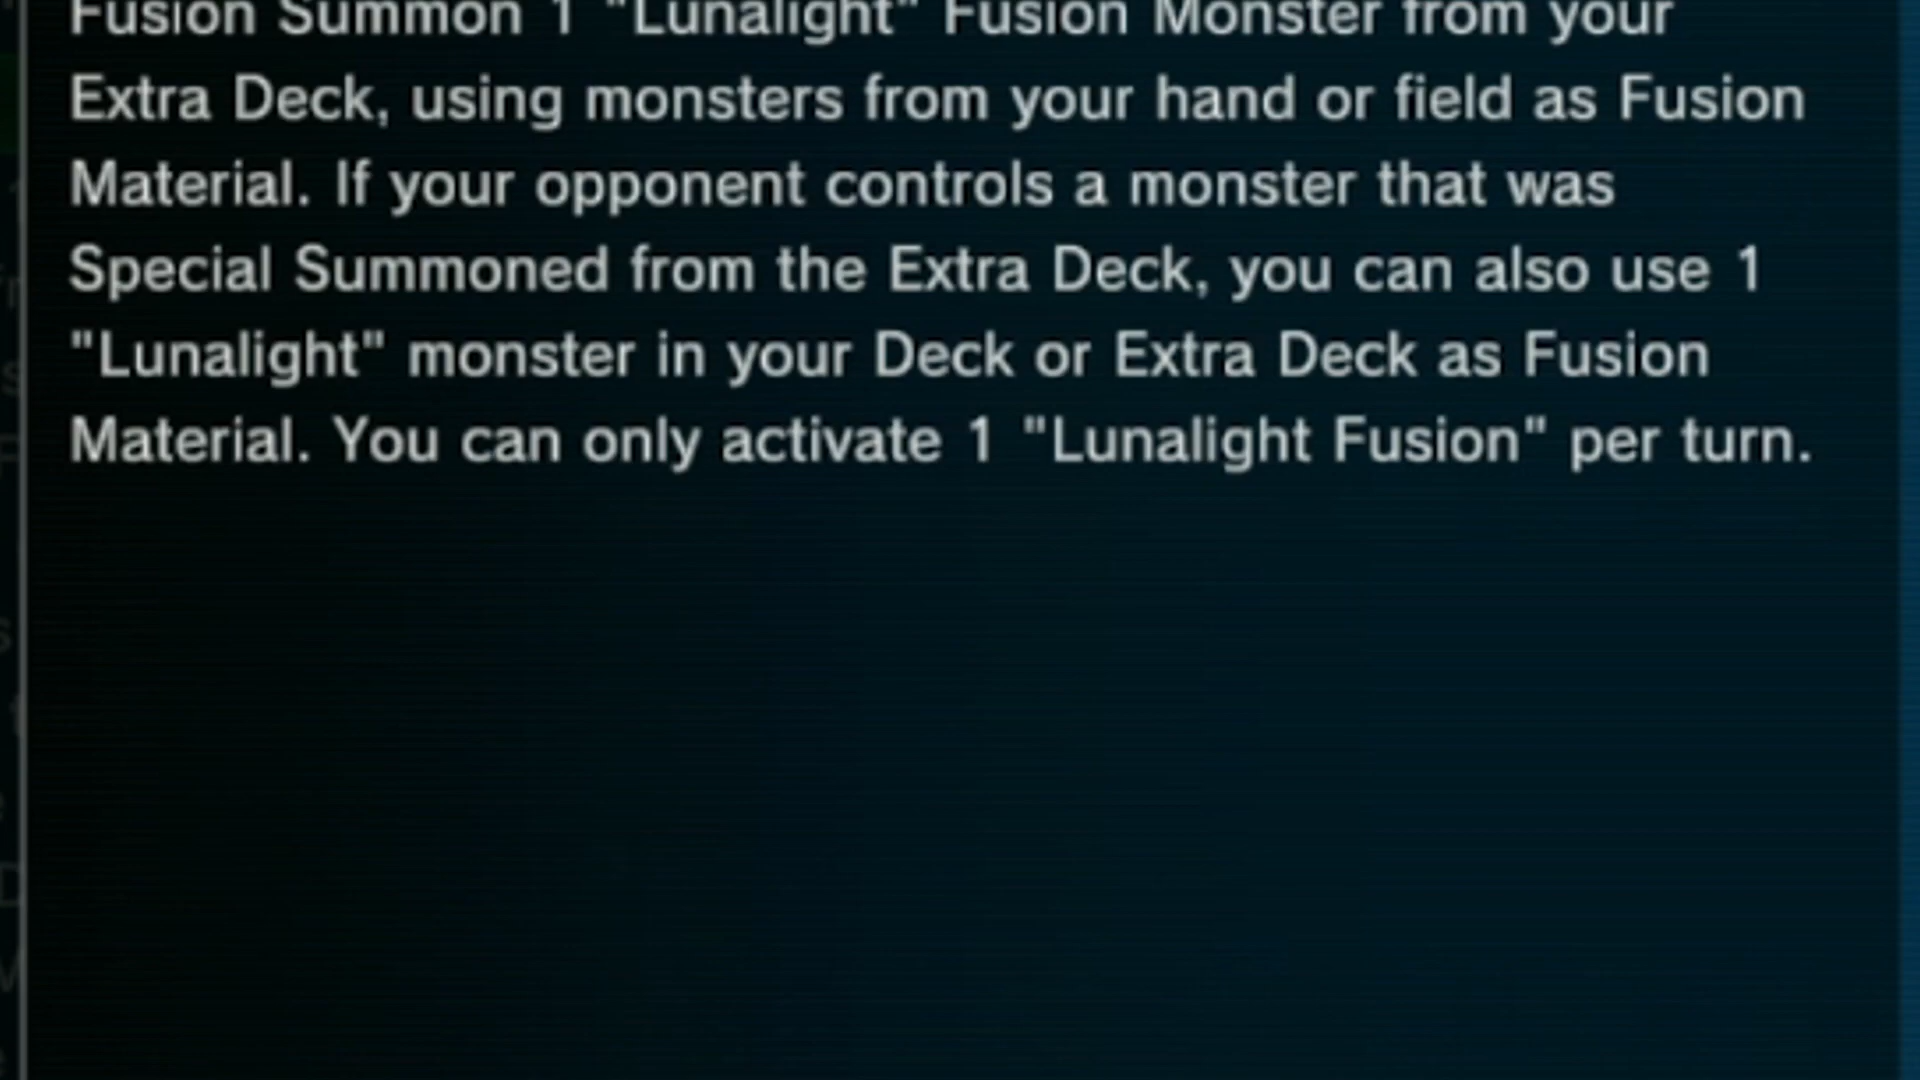 Fusion Summon 1 "Lunalight" Fusion Monster from your
Extra Deck, using monsters from your hand or field as Fusion
Material. If your opponent controls a monster that was
Special Summoned from the Extra Deck, you can also use 1
"Lunalight" monster in your Deck or Extra Deck as Fusion
Material. You can only activate 1 "Lunalight Fusion" per turn.